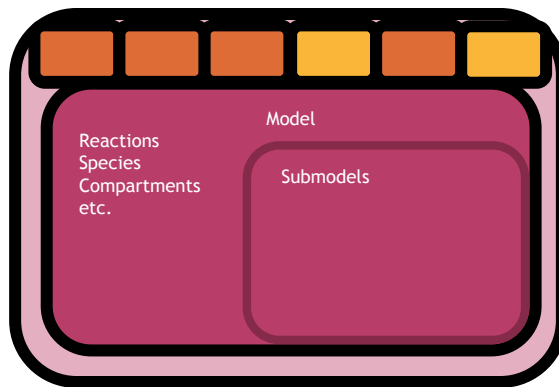 Model
Reactions
Species
Compartments
etc.
Submodels